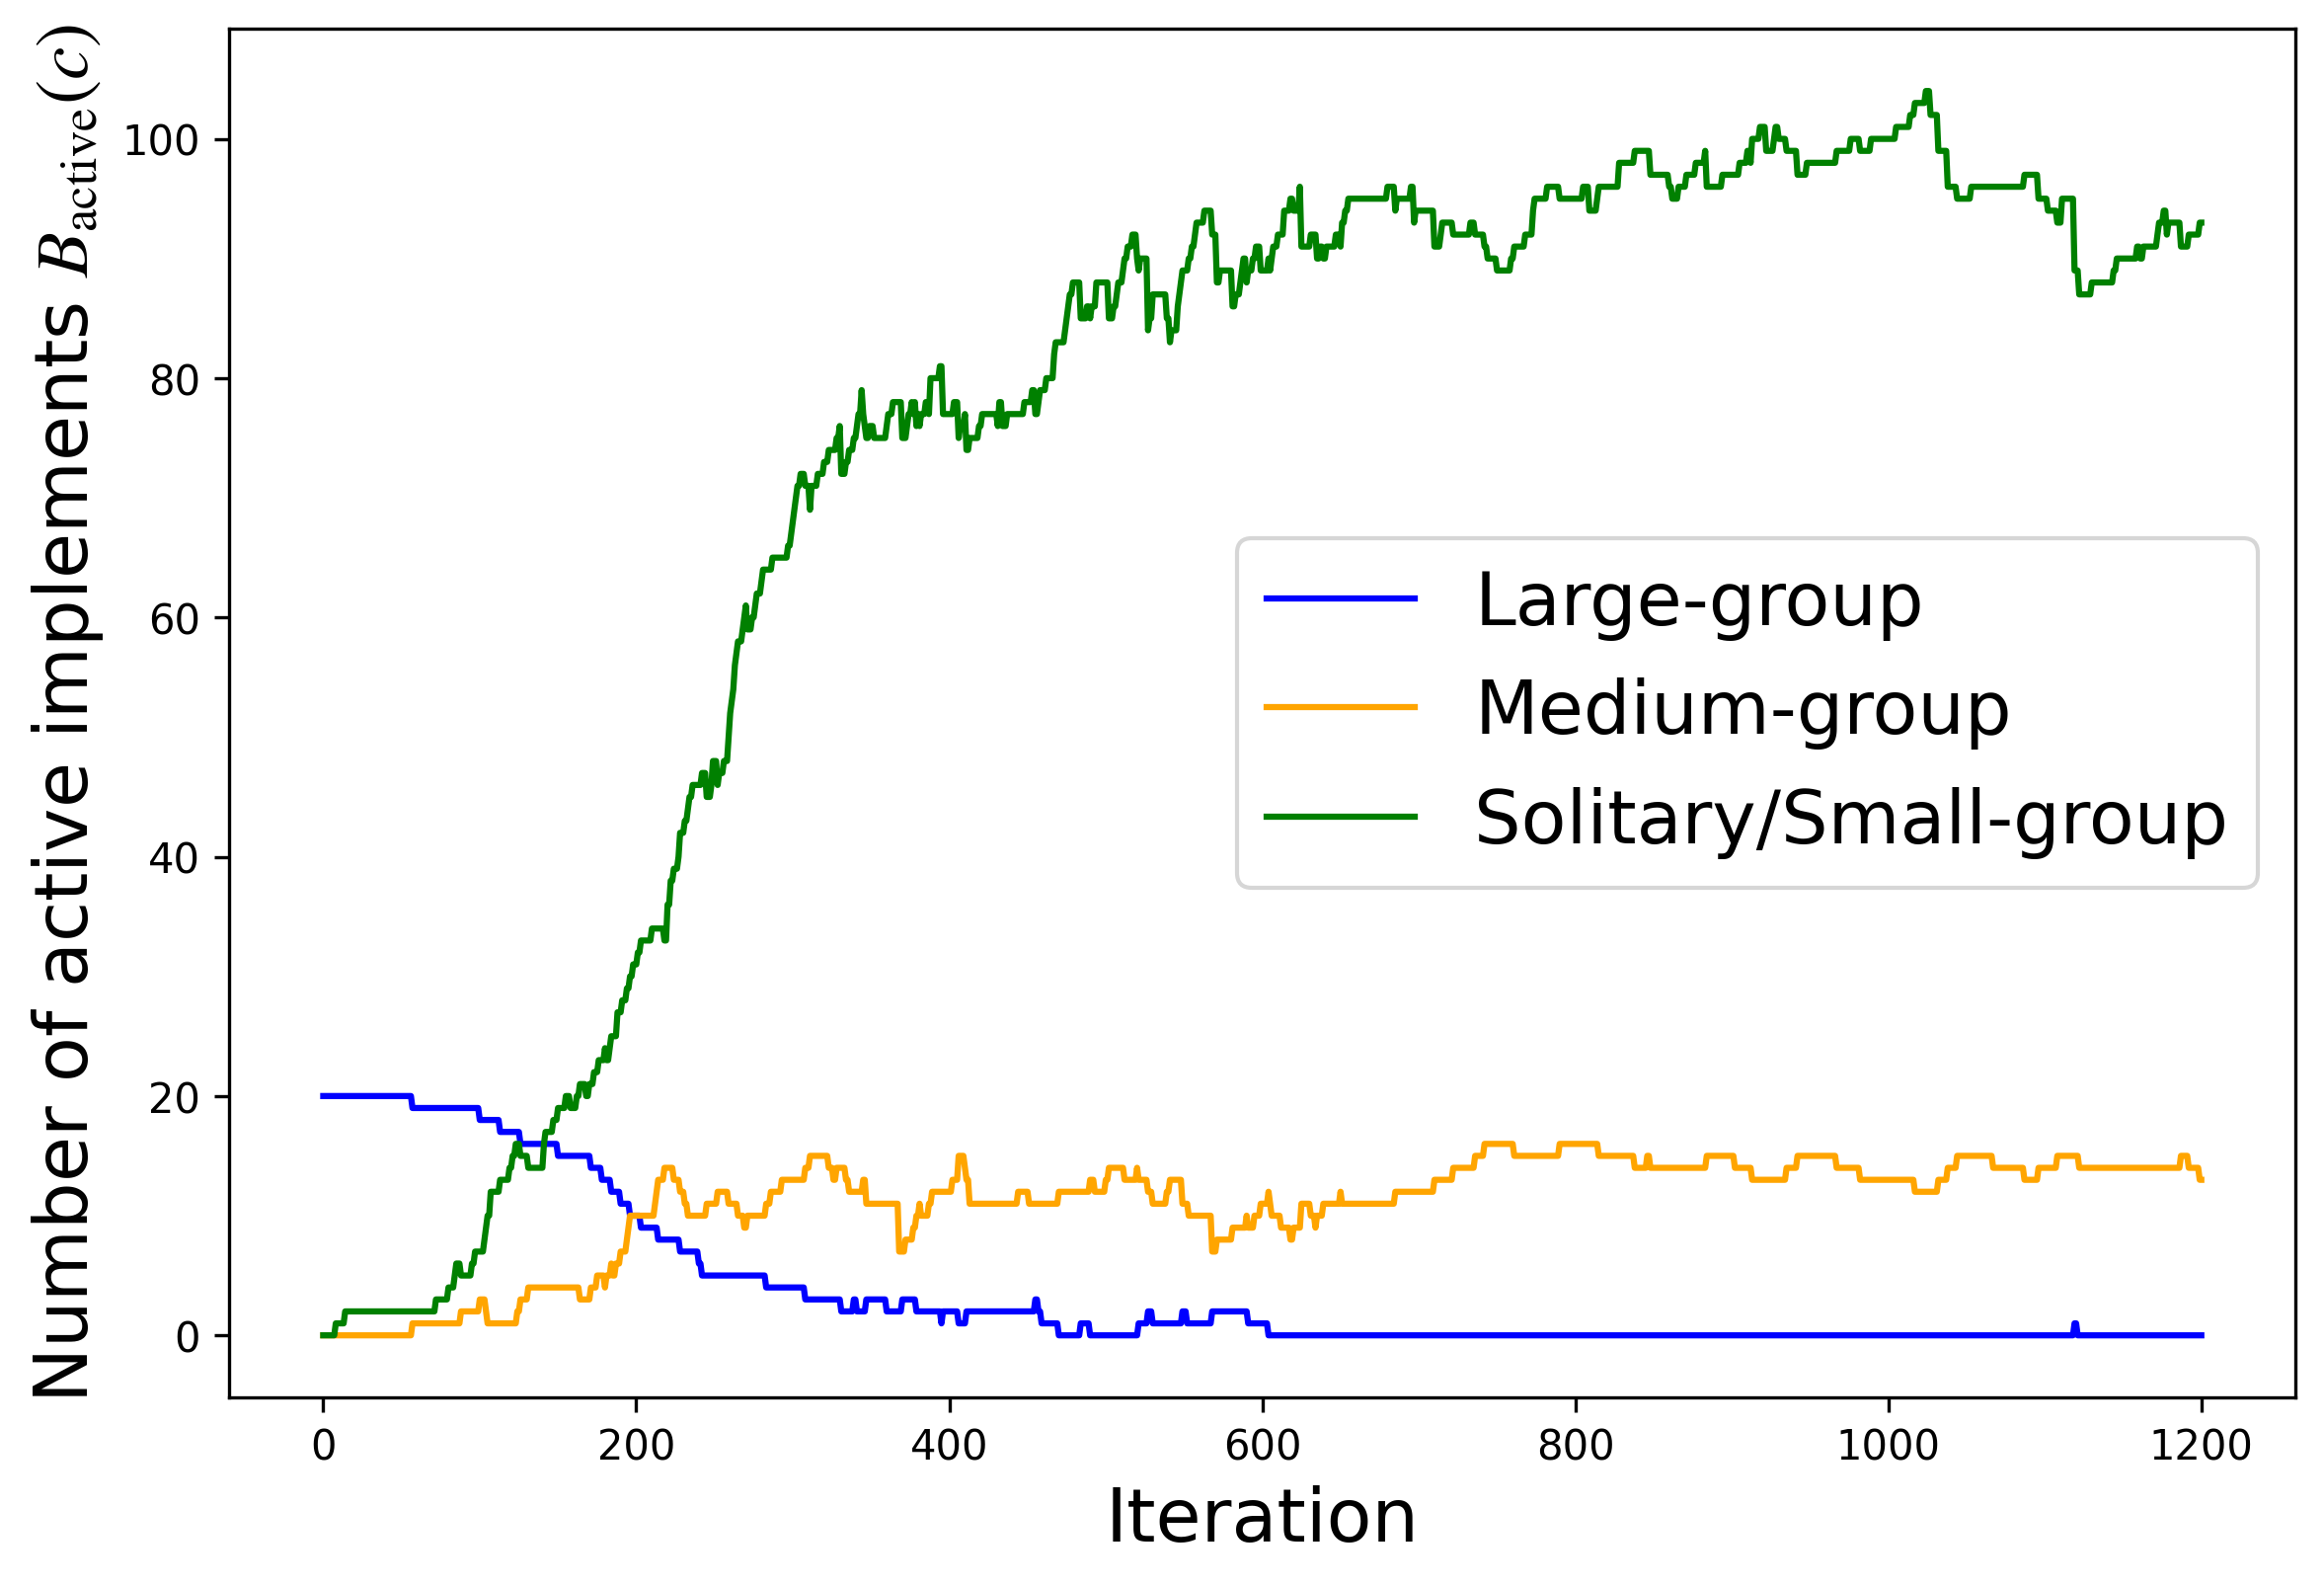 Number of active implements B_active(c)
100
80
60
40
20
0
Large-group
Medium-group
Solitary/Small-group
0 200 400 600 800 1000 1200
Iteration